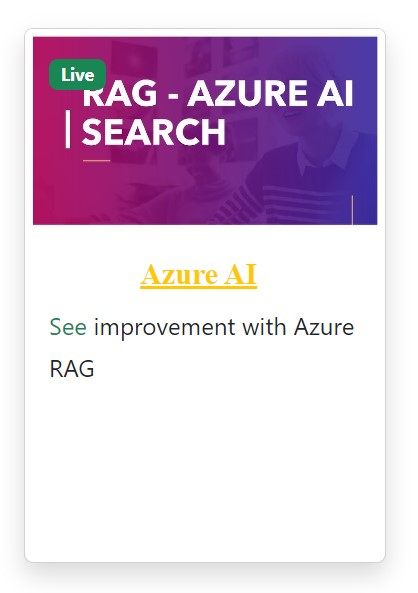 Live
RAG - AZURE AI
SEARCH
Azure AI
See improvement with Azure
RAG